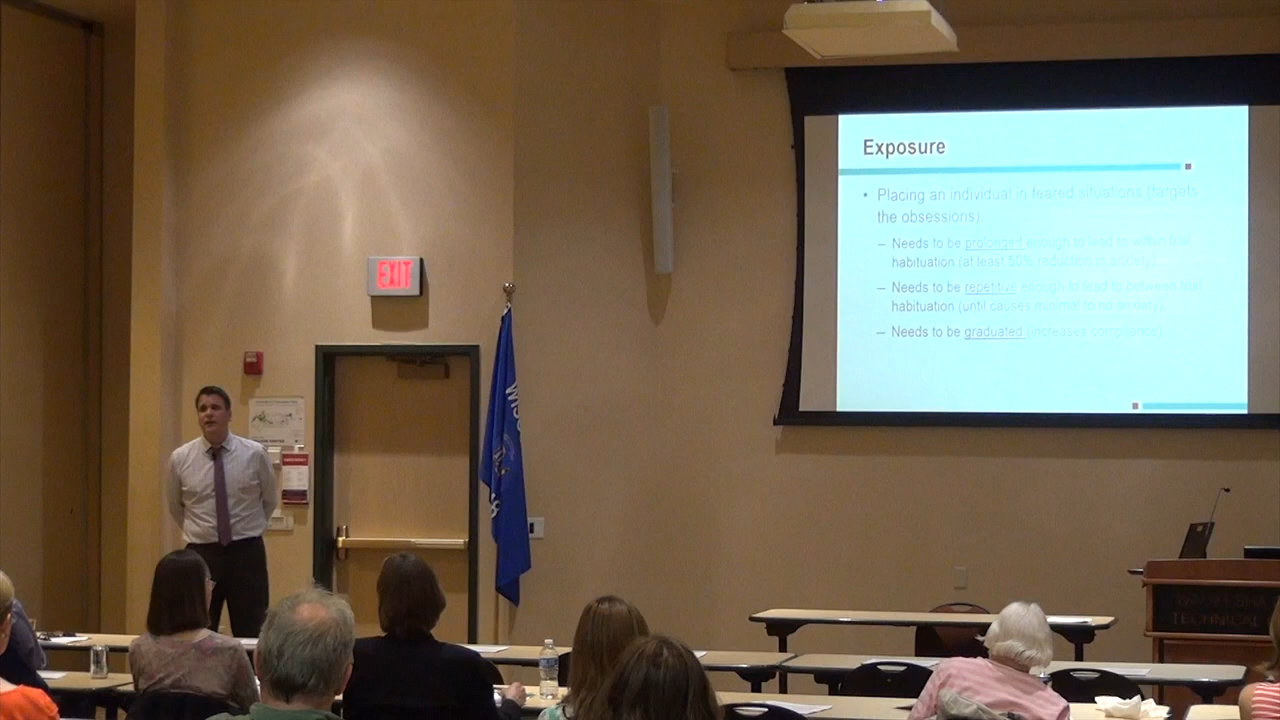 Exposure
• Placing an individual in feared situations (targets
the obsessions)
– Needs to be prolonged enough to lead to within trial
habituation (at least 50% reduction in anxiety)
– Needs to be repetitive enough to lead to between trial
habituation (until causes minimal to no anxiety)
– Needs to be graduated (increases compliance)
EXIT
WISC
TECHNICAL